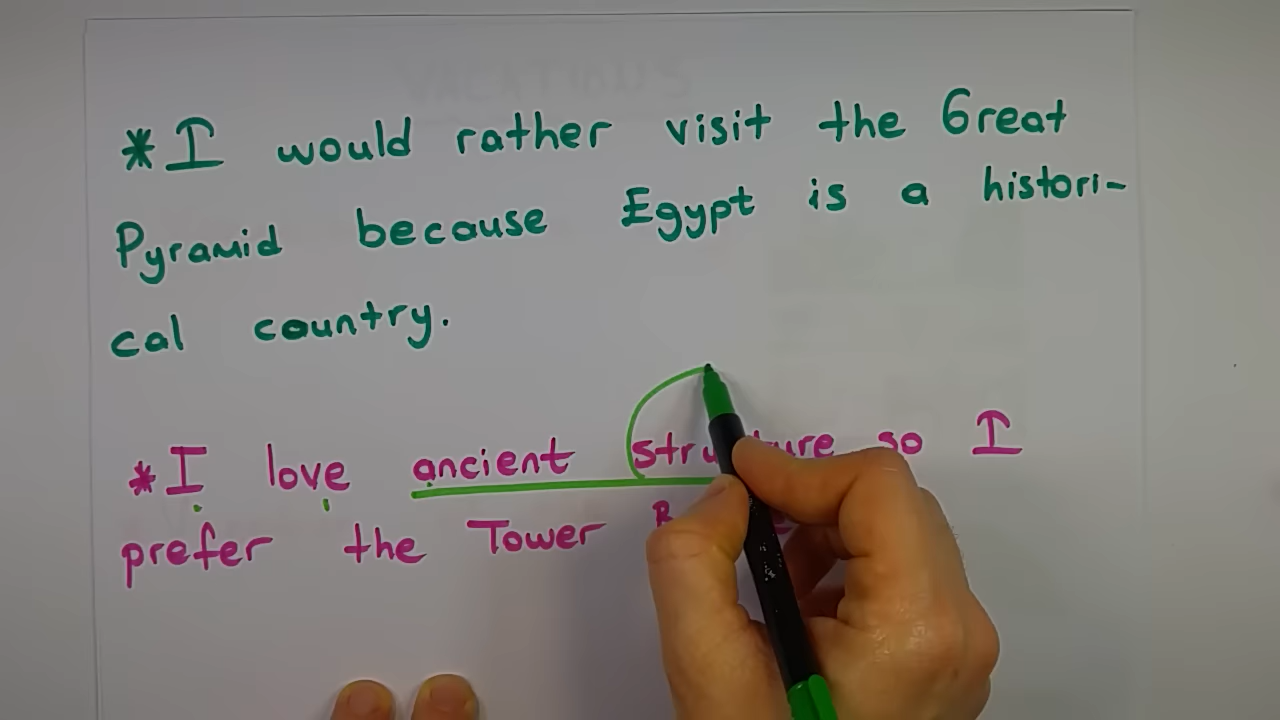 *I would rather visit the Great
Pyramid because Egypt is a histori-
cal country.
*I love ancient structure so I
prefer the Tower